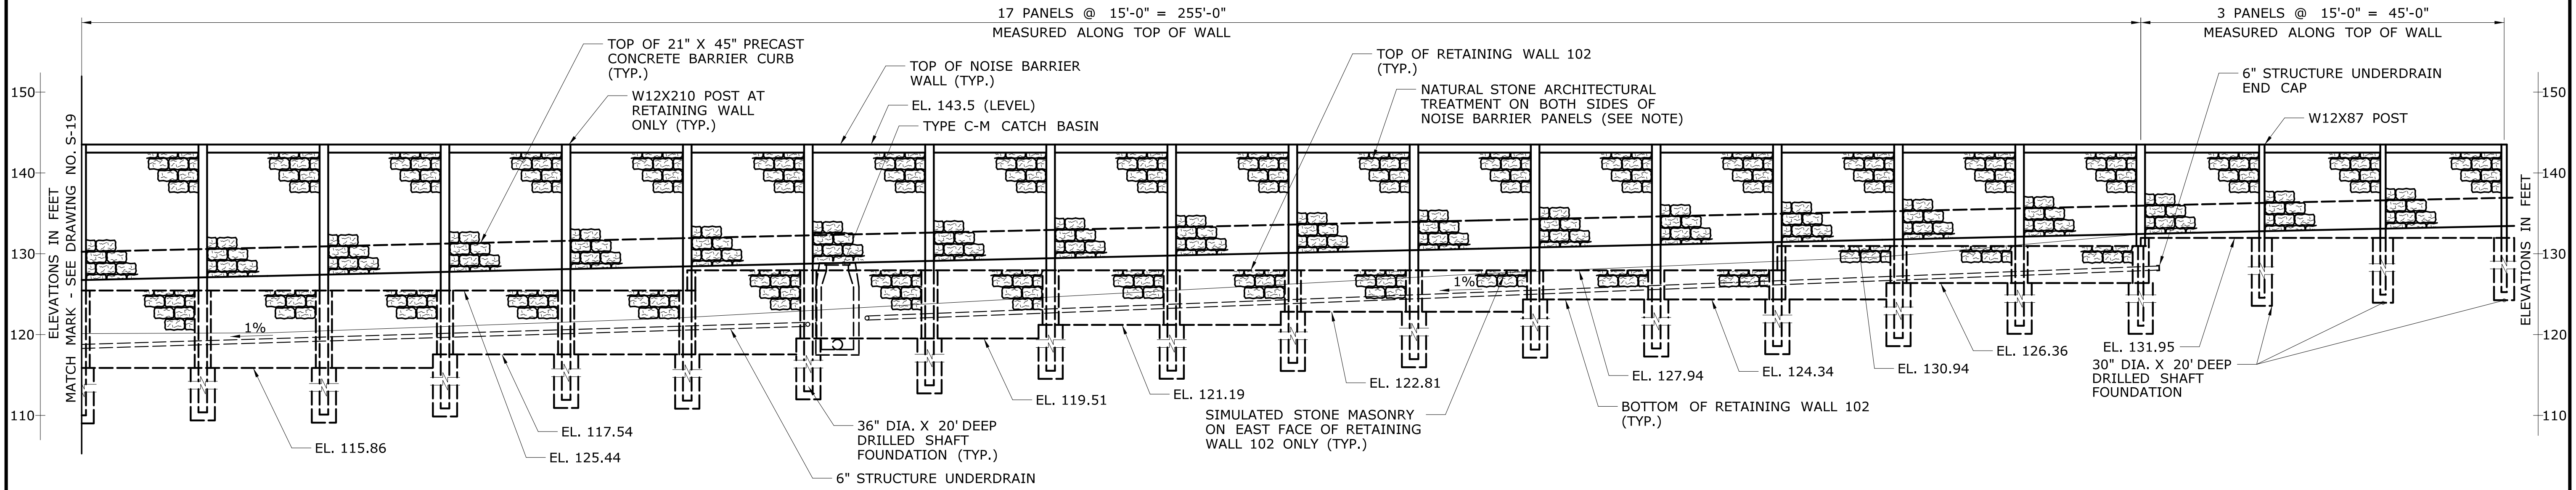 17 PANELS @ 15'-0" = 255'-0"
MEASURED ALONG TOP OF WALL
3 PANELS @ 15'-0" = 45'-0"
MEASURED ALONG TOP OF WALL
TOP OF 21" X 45" PRECAST
CONCRETE BARRIER CURB
(TYP.)
W12X210 POST AT
RETAINING WALL
ONLY (TYP.)
TOP OF NOISE BARRIER
WALL (TYP.)
EL. 143.5 (LEVEL)
TYPE C-M CATCH BASIN
TOP OF RETAINING WALL 102
(TYP.)
NATURAL STONE ARCHITECTURAL
TREATMENT ON BOTH SIDES OF
NOISE BARRIER PANELS (SEE NOTE)
6" STRUCTURE UNDERDRAIN
END CAP
W12X87 POST
150
140
130
120
110
ELEVATIONS IN FEET
MATCH MARK - SEE DRAWING NO. S-19
150
140
130
120
110
ELEVATIONS IN FEET
1%
1%
EL. 115.86
EL. 117.54
EL. 125.44
36" DIA. X 20' DEEP
DRILLED SHAFT
FOUNDATION (TYP.)
6" STRUCTURE UNDERDRAIN
EL. 119.51
EL. 121.19
SIMULATED STONE MASONRY
ON EAST FACE OF RETAINING
WALL 102 ONLY (TYP.)
EL. 122.81
EL. 127.94
BOTTOM OF RETAINING WALL 102
(TYP.)
EL. 124.34
EL. 130.94
EL. 126.36
EL. 131.95
30" DIA. X 20' DEEP
DRILLED SHAFT
FOUNDATION